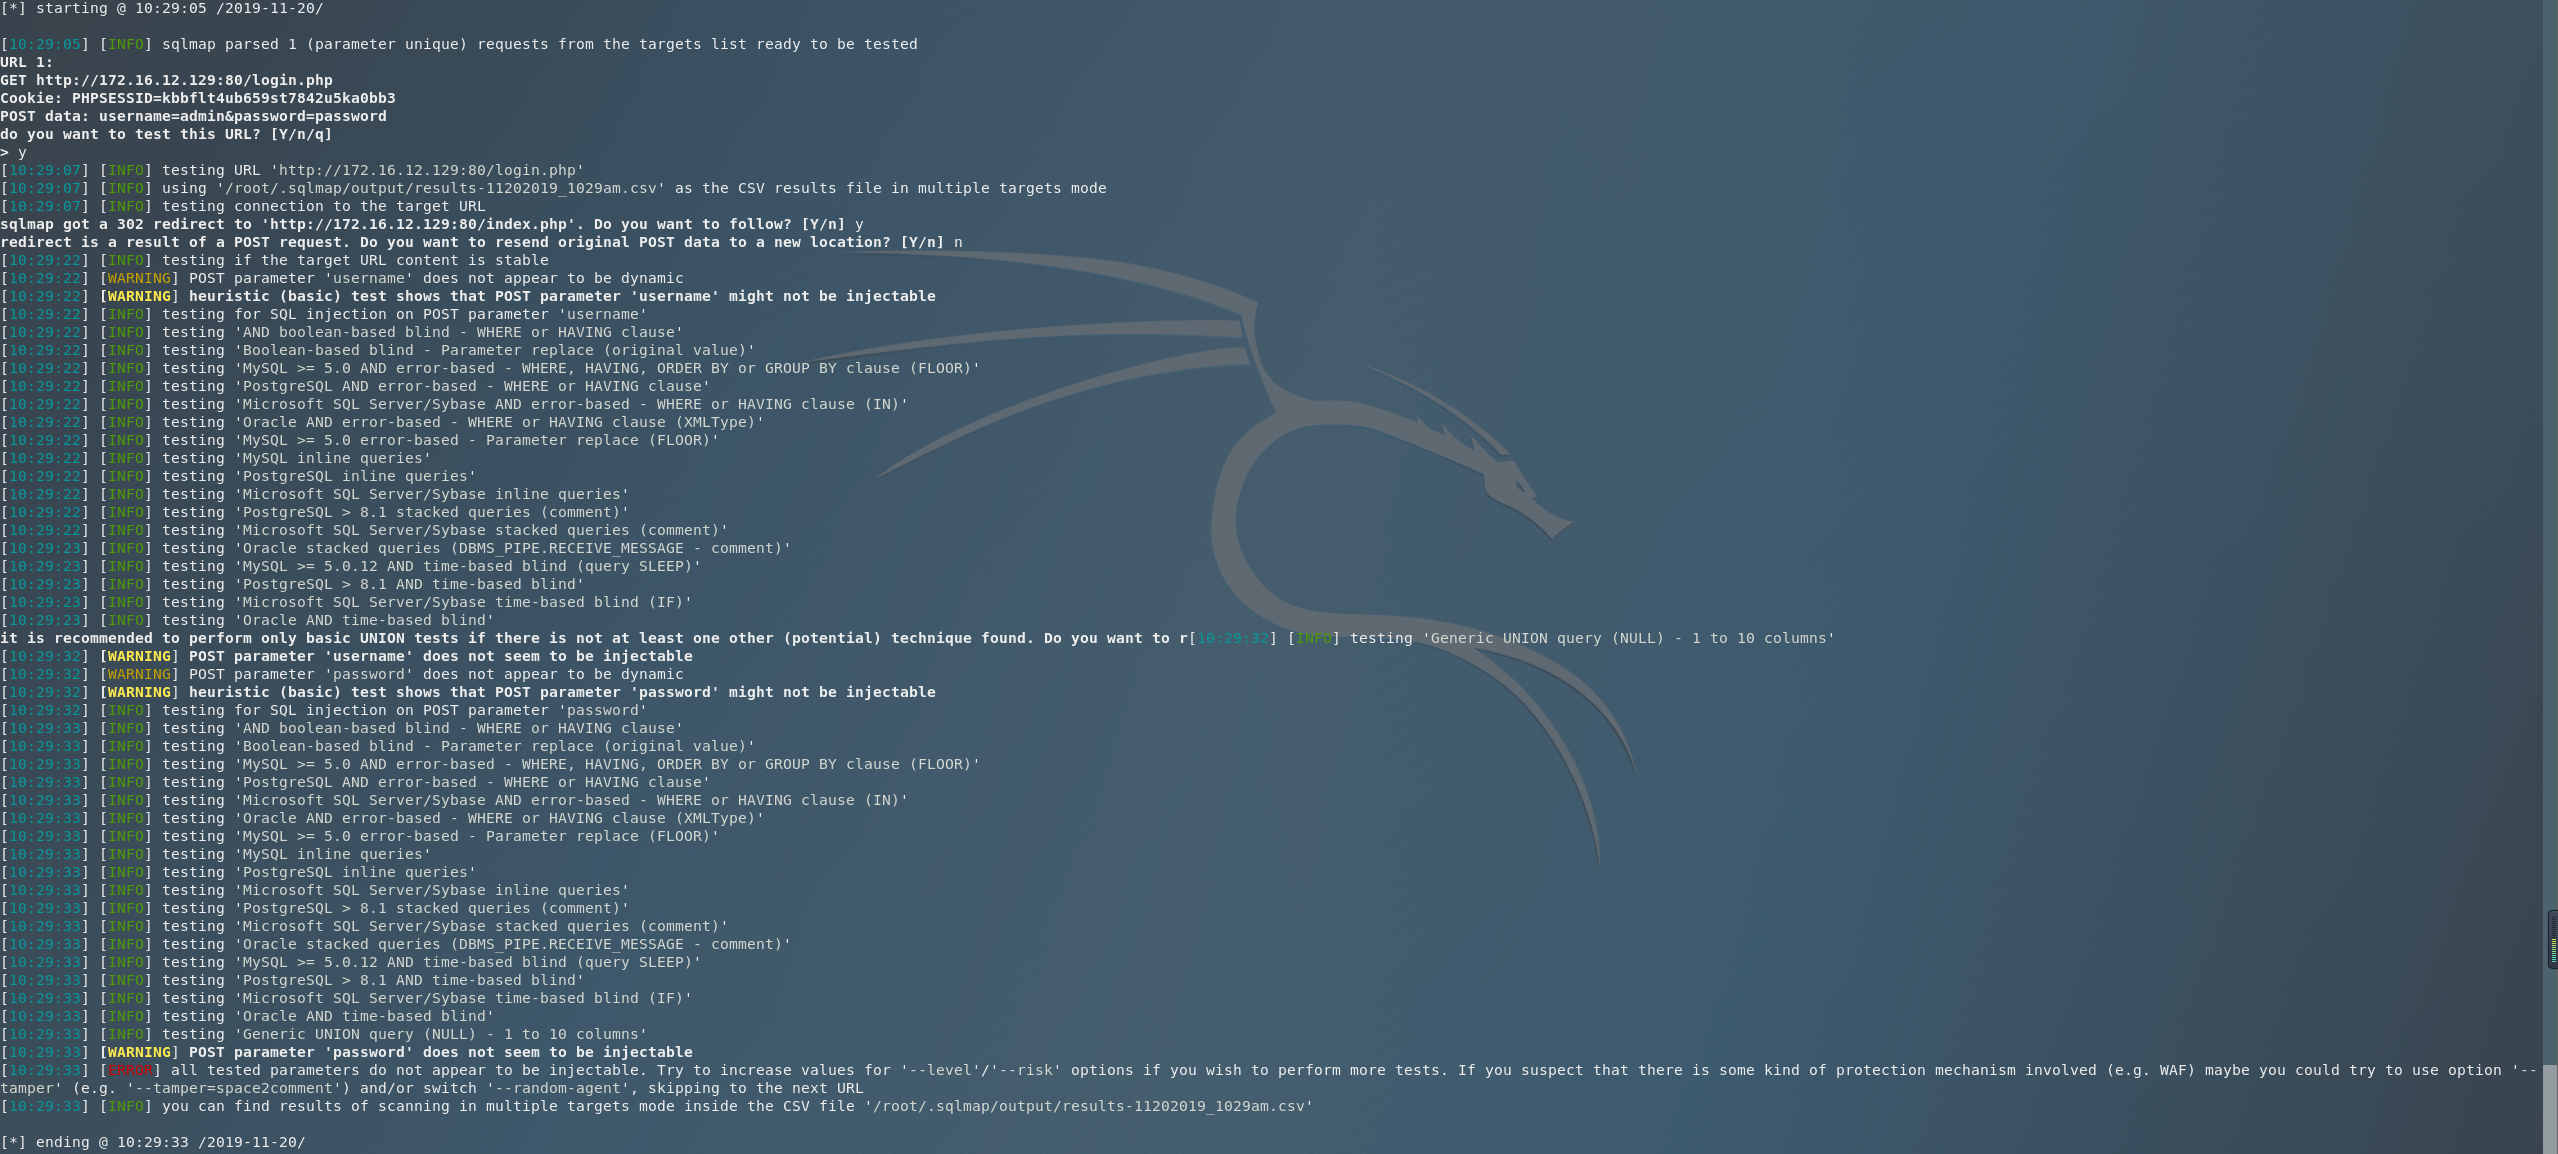 [*] starting @ 10:29:05 /2019-11-20/
[10:29:05] [INFO] sqlmap parsed 1 (parameter unique) requests from the targets list ready to be tested
URL 1:
GET http://172.16.12.129:80/login.php
Cookie: PHPSESSID=kbbflt4ub659st7842u5ka0bb3
POST data: username=admin&password=password
do you want to test this URL? [Y/n/q]
> y
[10:29:07] [INFO] testing URL 'http://172.16.12.129:80/login.php'
[10:29:07] [INFO] using '/root/.sqlmap/output/results-11202019_1029am.csv' as the CSV results file in multiple targets mode
[10:29:07] [INFO] testing connection to the target URL
sqlmap got a 302 redirect to 'http://172.16.12.129:80/index.php'. Do you want to follow? [Y/n] y
redirect is a result of a POST request. Do you want to resend original POST data to a new location? [Y/n] n
[10:29:22] [INFO] testing if the target URL content is stable
[10:29:22] [WARNING] POST parameter 'username' does not appear to be dynamic
[10:29:22] [WARNING] heuristic (basic) test shows that POST parameter 'username' might not be injectable
[10:29:22] [INFO] testing for SQL injection on POST parameter 'username'
[10:29:22] [INFO] testing 'AND boolean-based blind - WHERE or HAVING clause'
[10:29:22] [INFO] testing 'Boolean-based blind - Parameter replace (original value)'
[10:29:22] [INFO] testing 'MySQL >= 5.0 AND error-based - WHERE, HAVING, ORDER BY or GROUP BY clause (FLOOR)'
[10:29:22] [INFO] testing 'PostgreSQL AND error-based - WHERE or HAVING clause'
[10:29:22] [INFO] testing 'Microsoft SQL Server/Sybase AND error-based - WHERE or HAVING clause (IN)'
[10:29:22] [INFO] testing 'Oracle AND error-based - WHERE or HAVING clause (XMLType)'
[10:29:22] [INFO] testing 'MySQL >= 5.0 error-based - Parameter replace (FLOOR)'
[10:29:22] [INFO] testing 'MySQL inline queries'
[10:29:22] [INFO] testing 'PostgreSQL inline queries'
[10:29:22] [INFO] testing 'Microsoft SQL Server/Sybase inline queries'
[10:29:22] [INFO] testing 'PostgreSQL > 8.1 stacked queries (comment)'
[10:29:22] [INFO] testing 'Microsoft SQL Server/Sybase stacked queries (comment)'
[10:29:23] [INFO] testing 'Oracle stacked queries (DBMS_PIPE.RECEIVE_MESSAGE - comment)'
[10:29:23] [INFO] testing 'MySQL >= 5.0.12 AND time-based blind (query SLEEP)'
[10:29:23] [INFO] testing 'PostgreSQL > 8.1 AND time-based blind'
[10:29:23] [INFO] testing 'Microsoft SQL Server/Sybase time-based blind (IF)'
[10:29:23] [INFO] testing 'Oracle AND time-based blind'
it is recommended to perform only basic UNION tests if there is not at least one other (potential) technique found. Do you want to r[10:29:32] [INFO] testing 'Generic UNION query (NULL) - 1 to 10 columns'
[10:29:32] [WARNING] POST parameter 'username' does not seem to be injectable
[10:29:32] [WARNING] POST parameter 'password' does not appear to be dynamic
[10:29:32] [WARNING] heuristic (basic) test shows that POST parameter 'password' might not be injectable
[10:29:32] [INFO] testing for SQL injection on POST parameter 'password'
[10:29:33] [INFO] testing 'AND boolean-based blind - WHERE or HAVING clause'
[10:29:33] [INFO] testing 'Boolean-based blind - Parameter replace (original value)'
[10:29:33] [INFO] testing 'MySQL >= 5.0 AND error-based - WHERE, HAVING, ORDER BY or GROUP BY clause (FLOOR)'
[10:29:33] [INFO] testing 'PostgreSQL AND error-based - WHERE or HAVING clause'
[10:29:33] [INFO] testing 'Microsoft SQL Server/Sybase AND error-based - WHERE or HAVING clause (IN)'
[10:29:33] [INFO] testing 'Oracle AND error-based - WHERE or HAVING clause (XMLType)'
[10:29:33] [INFO] testing 'MySQL >= 5.0 error-based - Parameter replace (FLOOR)'
[10:29:33] [INFO] testing 'MySQL inline queries'
[10:29:33] [INFO] testing 'PostgreSQL inline queries'
[10:29:33] [INFO] testing 'Microsoft SQL Server/Sybase inline queries'
[10:29:33] [INFO] testing 'PostgreSQL > 8.1 stacked queries (comment)'
[10:29:33] [INFO] testing 'Microsoft SQL Server/Sybase stacked queries (comment)'
[10:29:33] [INFO] testing 'Oracle stacked queries (DBMS_PIPE.RECEIVE_MESSAGE - comment)'
[10:29:33] [INFO] testing 'MySQL >= 5.0.12 AND time-based blind (query SLEEP)'
[10:29:33] [INFO] testing 'PostgreSQL > 8.1 AND time-based blind'
[10:29:33] [INFO] testing 'Microsoft SQL Server/Sybase time-based blind (IF)'
[10:29:33] [INFO] testing 'Oracle AND time-based blind'
[10:29:33] [INFO] testing 'Generic UNION query (NULL) - 1 to 10 columns'
[10:29:33] [WARNING] POST parameter 'password' does not seem to be injectable
[10:29:33] [ERROR] all tested parameters do not appear to be injectable. Try to increase values for '--level'/'--risk' options if you wish to perform more tests. If you suspect that there is some kind of protection mechanism involved (e.g. WAF) maybe you could try to use option '--
tamper' (e.g. '--tamper=space2comment') and/or switch '--random-agent', skipping to the next URL
[10:29:33] [INFO] you can find results of scanning in multiple targets mode inside the CSV file '/root/.sqlmap/output/results-11202019_1029am.csv'
[*] ending @ 10:29:33 /2019-11-20/